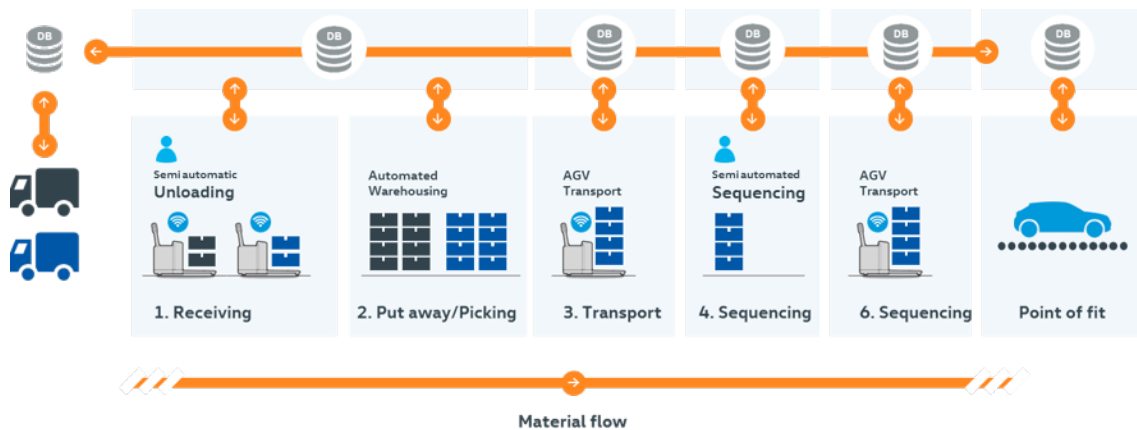 DB
DB
DB
DB
DB
DB
Semi automatic
Unloading
Automated
Warehousing
AGV
Transport
Semi automated
Sequencing
AGV
Transport
1. Receiving
2. Put away/Picking
3. Transport
4. Sequencing
6. Sequencing
Point of fit
Material flow